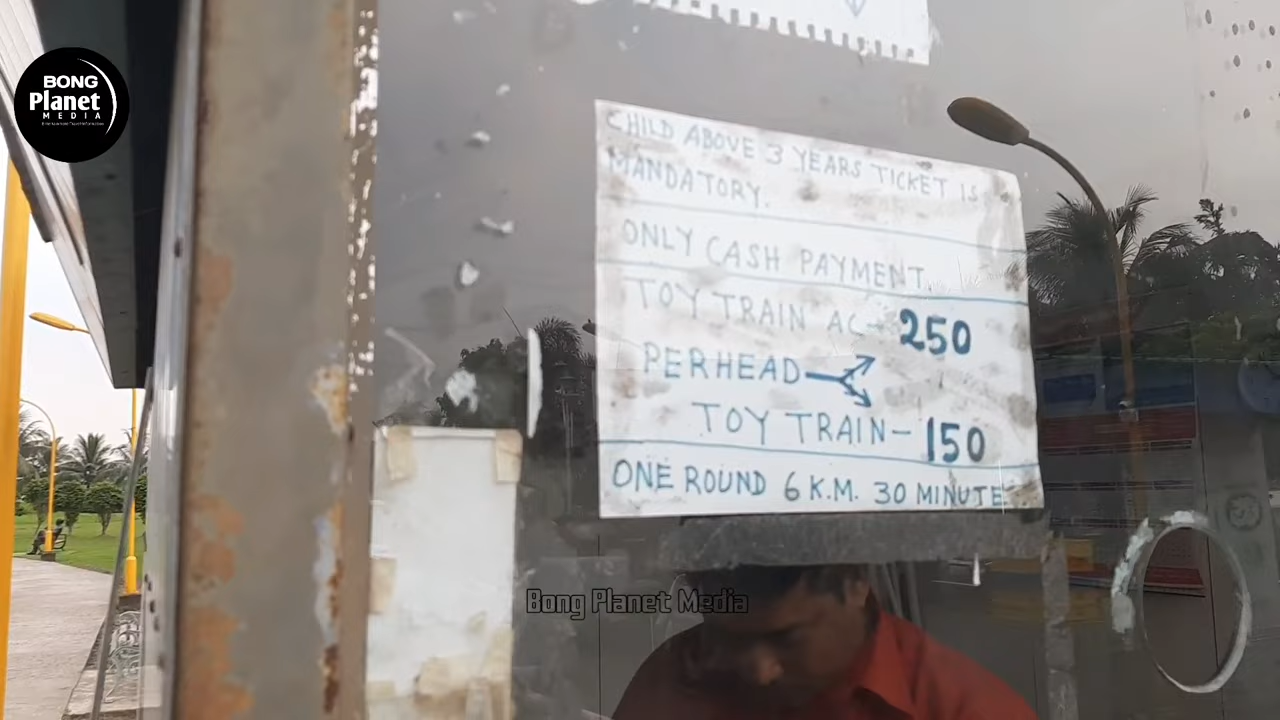 BONG
Planet
MEDIA
CHILD ABOVE 3 YEARS TICKET IS
MANDATORY.
ONLY CASH PAYMENT
TOY TRAIN AC- 250
PERHEAD
TOY TRAIN- 150
ONE ROUND 6 K.M. 30 MINUTE
Bong Planet Media